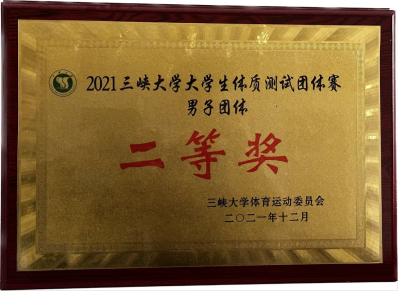 2021三峡大学大学生体质测试团体赛
男子团体
二等奖
三峡大学体育运动委员会
二〇二一年十二月